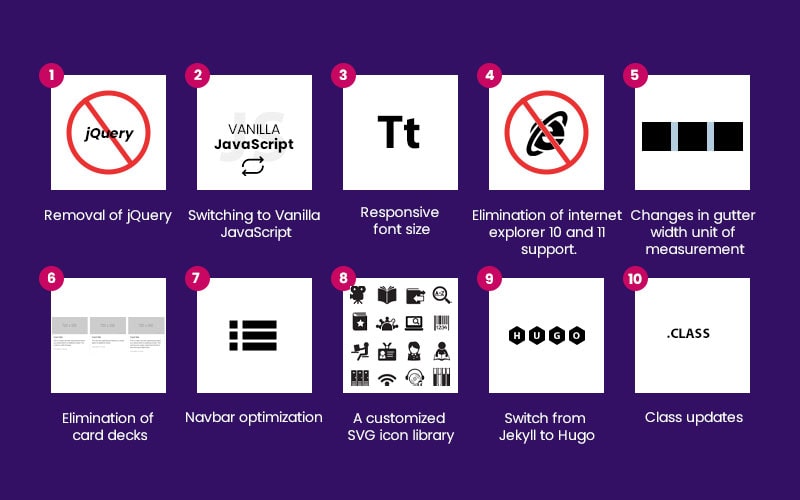 1
jQuery
Removal of jQuery
2
JS
VANILLA
JavaScript
Switching to Vanilla
JavaScript
3
Tt
Responsive
font size
4
Elimination of internet
explorer 10 and 11
support.
5
Changes in gutter
width unit of
measurement
6
Elimination of
card decks
7
Navbar optimization
8
A-Z
1234
A customized
SVG icon library
9
HUGO
Switch from
Jekyll to Hugo
10
.CLASS
Class updates